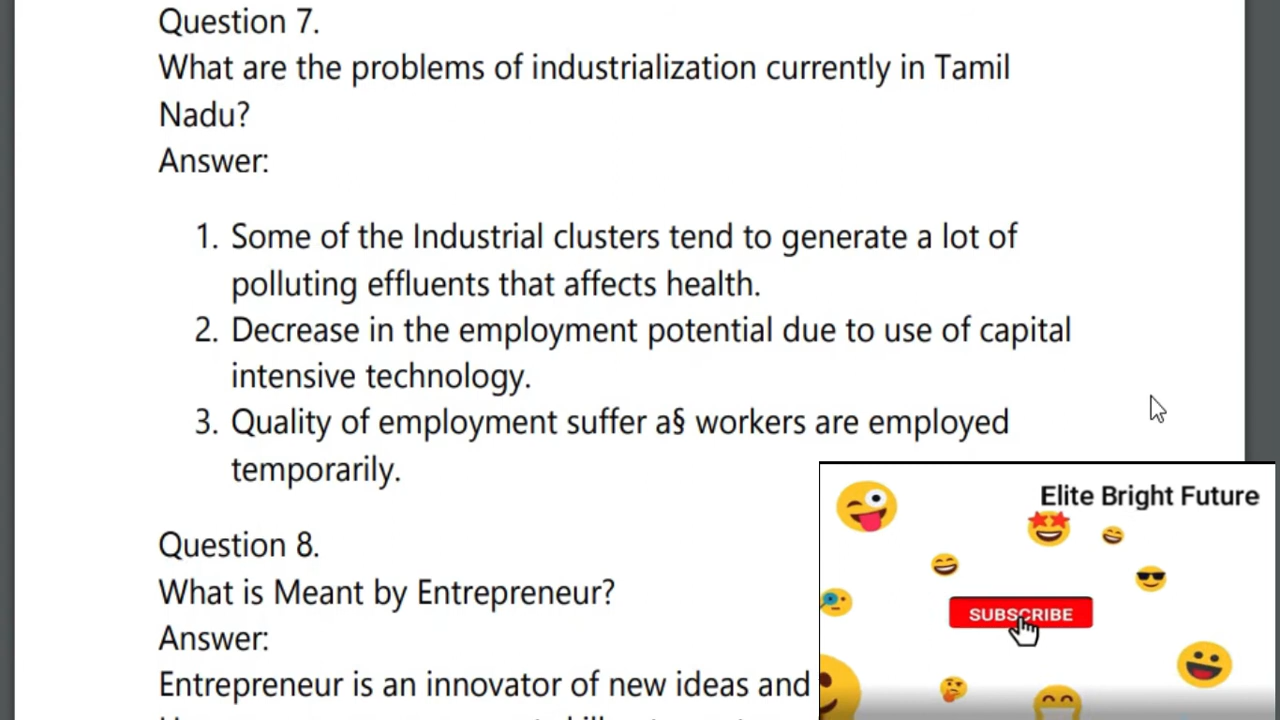 Question 7.
What are the problems of industrialization currently in Tamil
Nadu?
Answer:
1. Some of the Industrial clusters tend to generate a lot of
polluting effluents that affects health.
2. Decrease in the employment potential due to use of capital
intensive technology.
3. Quality of employment suffer a§ workers are employed
temporarily.
Question 8.
What is Meant by Entrepreneur?
Answer:
Entrepreneur is an innovator of new ideas and
Elite Bright Future
SUBSCRIBE